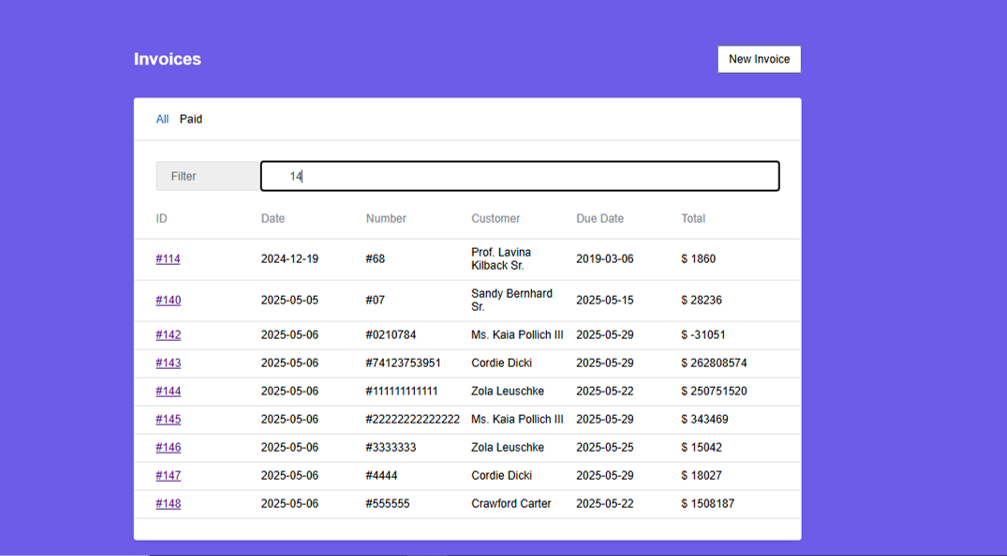 Invoices
New Invoice
All Paid
Filter 14
ID Date Number Customer Due Date Total
#114 2024-12-19 #68 Prof. Lavina Kilback Sr. 2019-03-06 $ 1860
#140 2025-05-05 #07 Sandy Bernhard Sr. 2025-05-15 $ 28236
#142 2025-05-06 #0210784 Ms. Kaia Pollich III 2025-05-29 $ -31051
#143 2025-05-06 #74123753951 Cordie Dicki 2025-05-29 $ 262808574
#144 2025-05-06 #111111111111 Zola Leuschke 2025-05-22 $ 250751520
#145 2025-05-06 #22222222222222 Ms. Kaia Pollich III 2025-05-29 $ 343469
#146 2025-05-06 #3333333 Zola Leuschke 2025-05-25 $ 15042
#147 2025-05-06 #4444 Cordie Dicki 2025-05-29 $ 18027
#148 2025-05-06 #555555 Crawford Carter 2025-05-22 $ 1508187